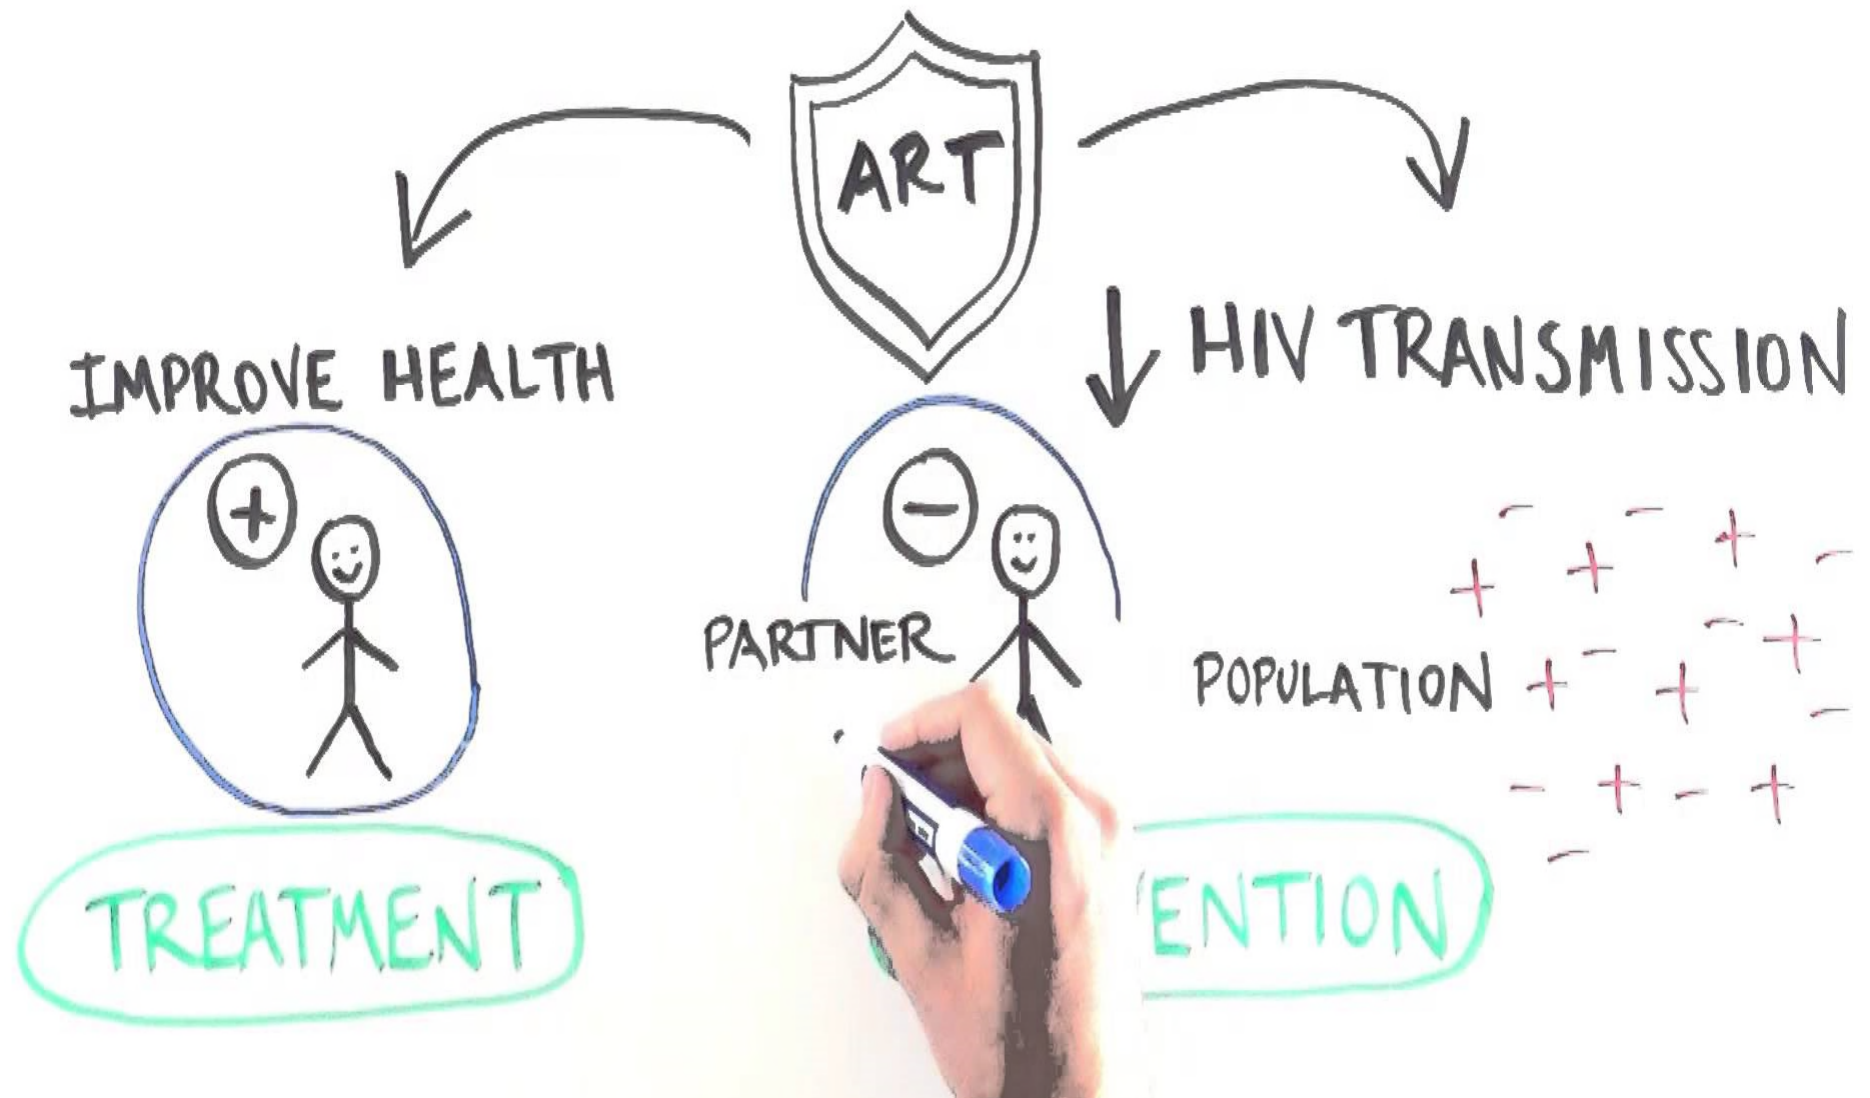 ART
IMPROVE HEALTH
↓ HIV TRANSMISSION
+
-
PARTNER
POPULATION
TREATMENT
ENTION